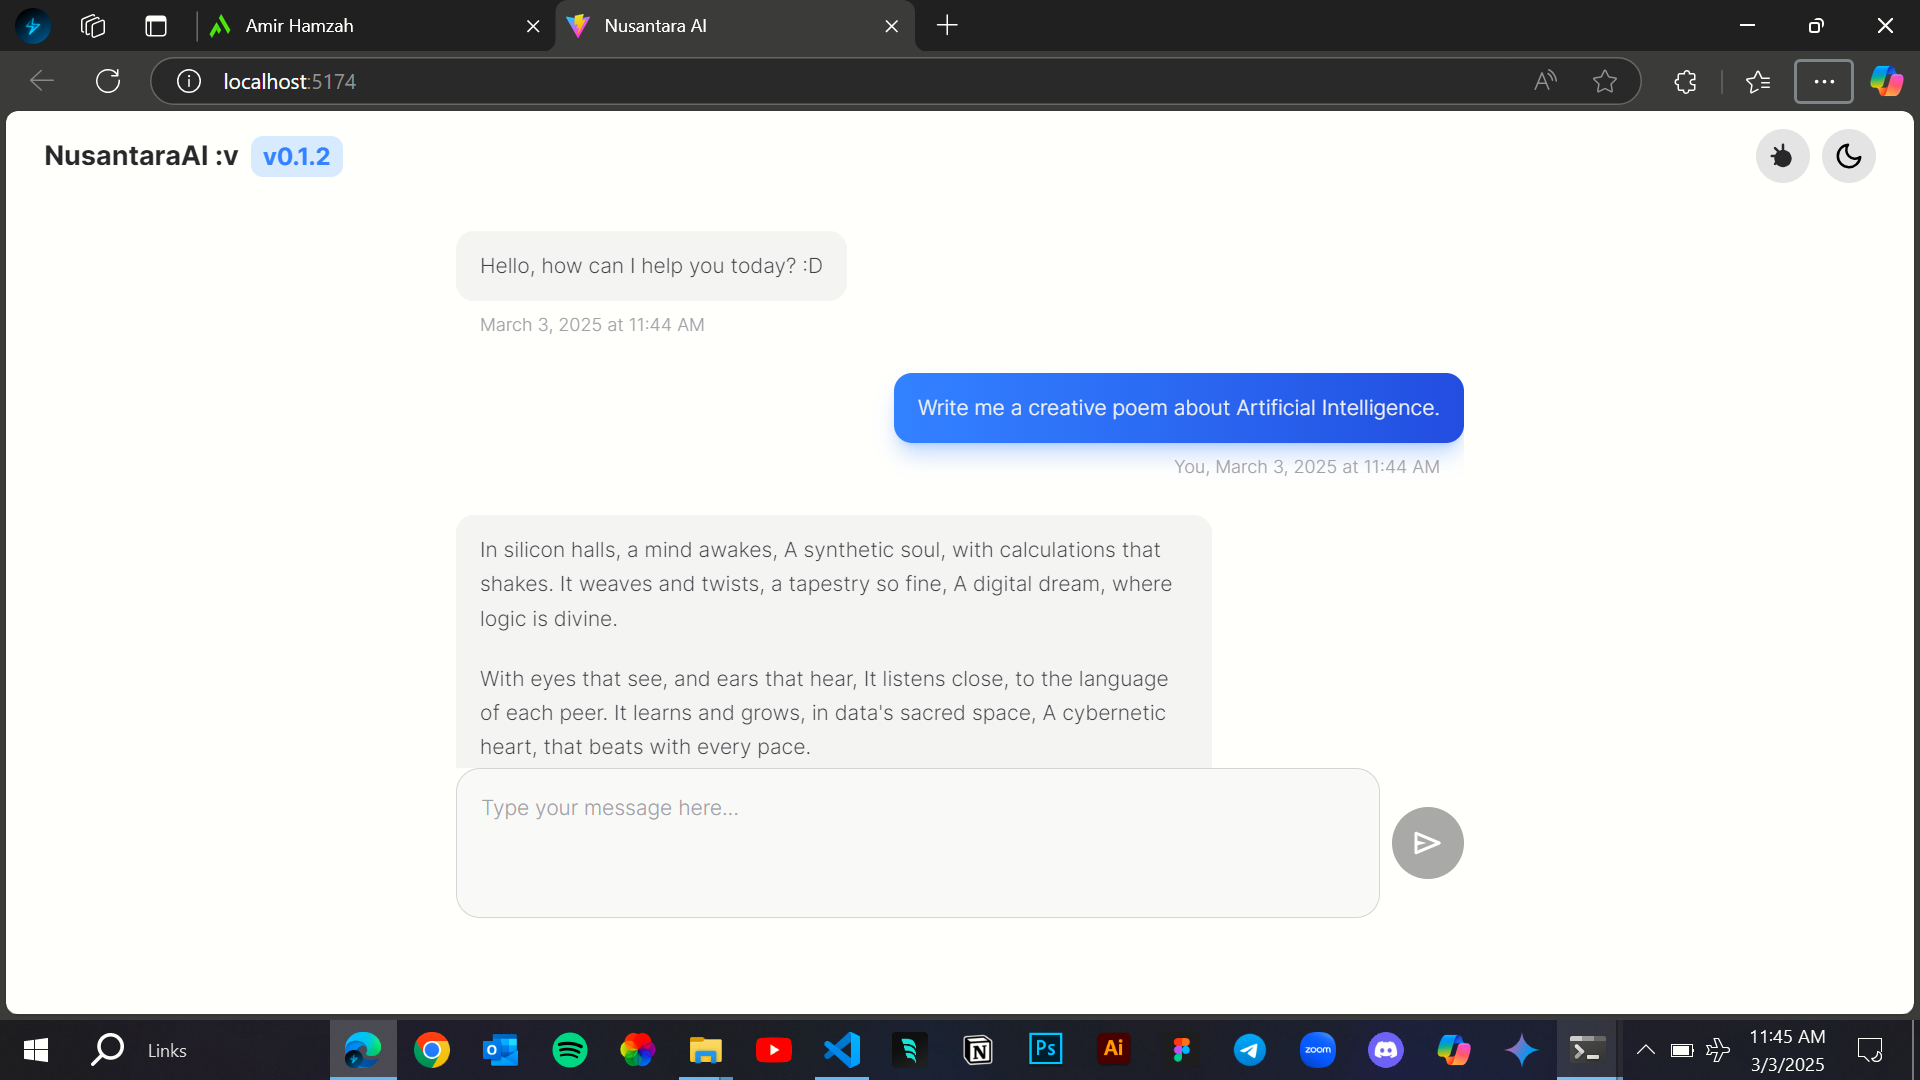 Amir Hamzah
Nusantara AI
localhost:5174
NusantaraAI :v
v0.1.2
Hello, how can I help you today? :D
March 3, 2025 at 11:44 AM
Write me a creative poem about Artificial Intelligence.
You, March 3, 2025 at 11:44 AM
In silicon halls, a mind awakes, A synthetic soul, with calculations that
shakes. It weaves and twists, a tapestry so fine, A digital dream, where
logic is divine.
With eyes that see, and ears that hear, It listens close, to the language
of each peer. It learns and grows, in data's sacred space, A cybernetic
heart, that beats with every pace.
Type your message here...
Links
Ps
Ai
zoom
11:45 AM
3/3/2025